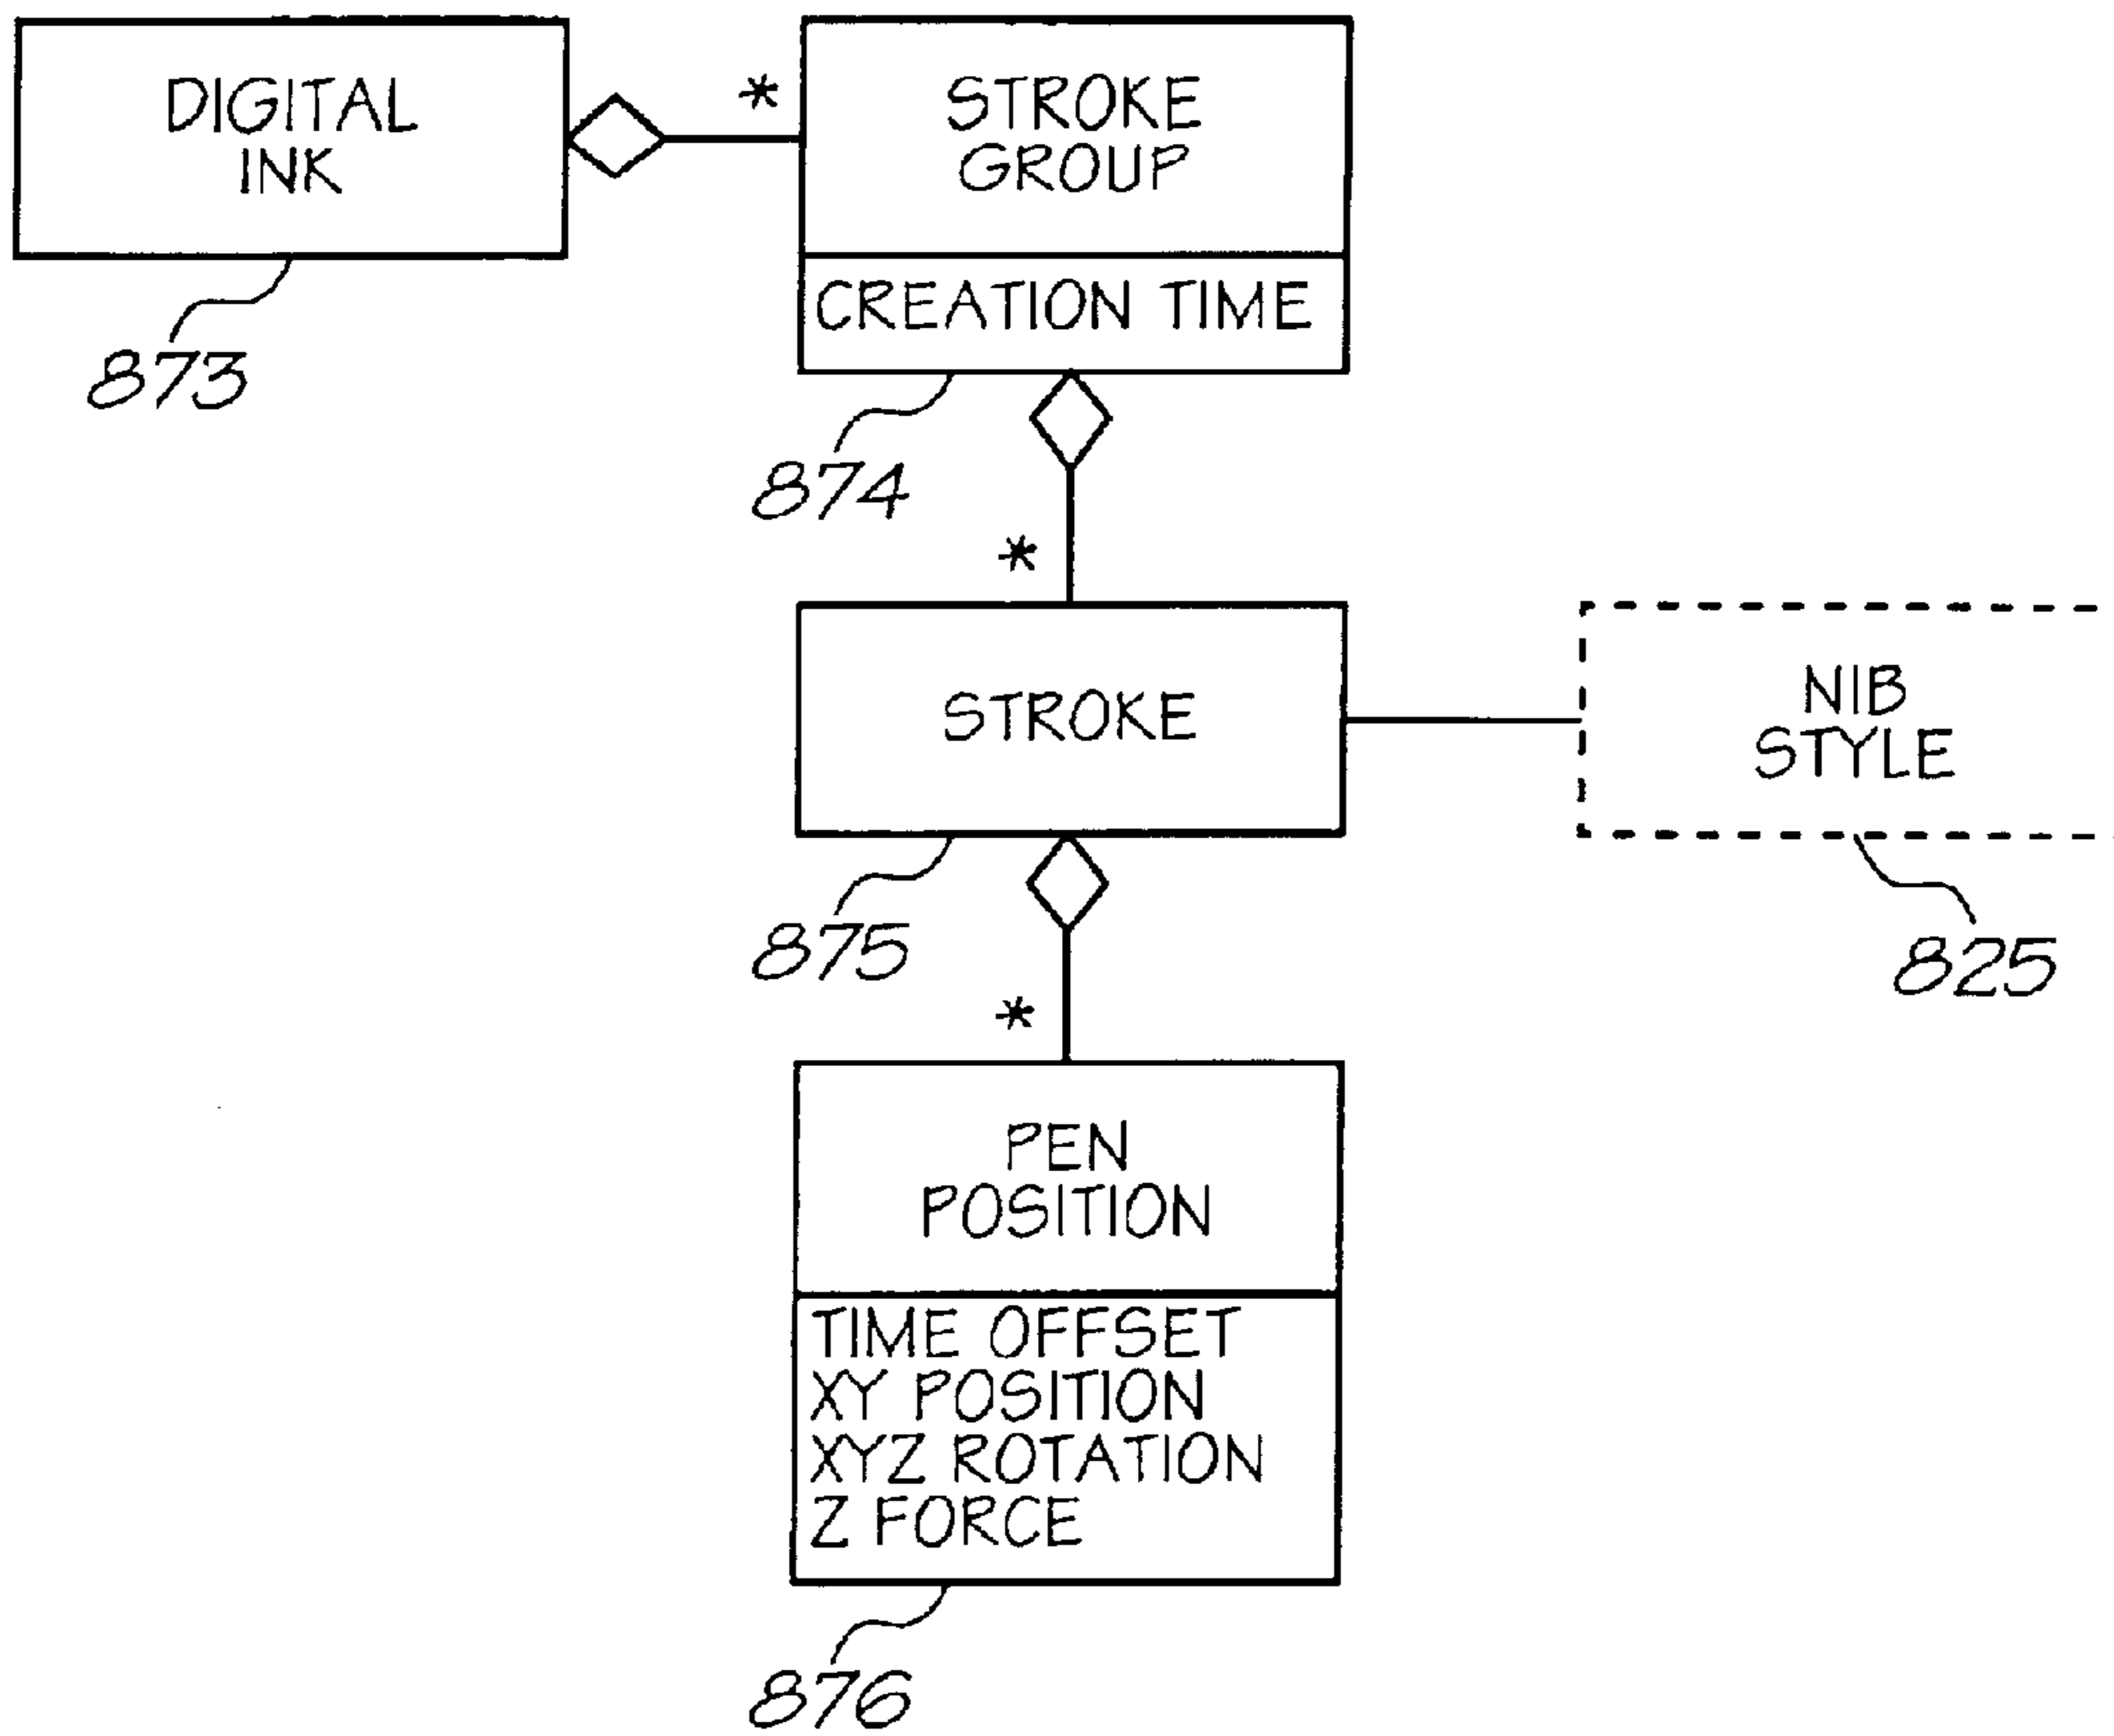 DIGITAL
INK
*
STROKE
GROUP
CREATION TIME
873
874
*
STROKE
NIB
STYLE
875
825
*
PEN
POSITION
TIME OFFSET
XY POSITION
XYZ ROTATION
Z FORCE
876